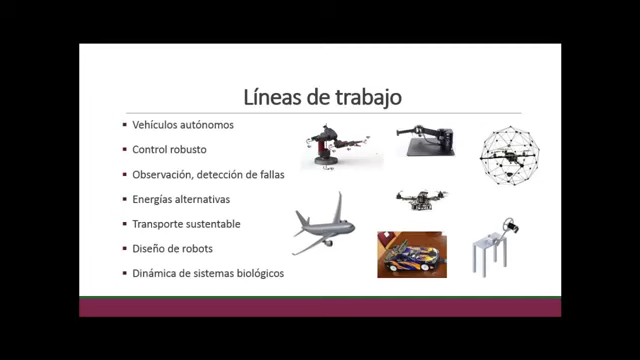 Líneas de trabajo
Vehículos autónomos
Control robusto
Observación, detección de fallas
Energías alternativas
Transporte sustentable
Diseño de robots
Dinámica de sistemas biológicos